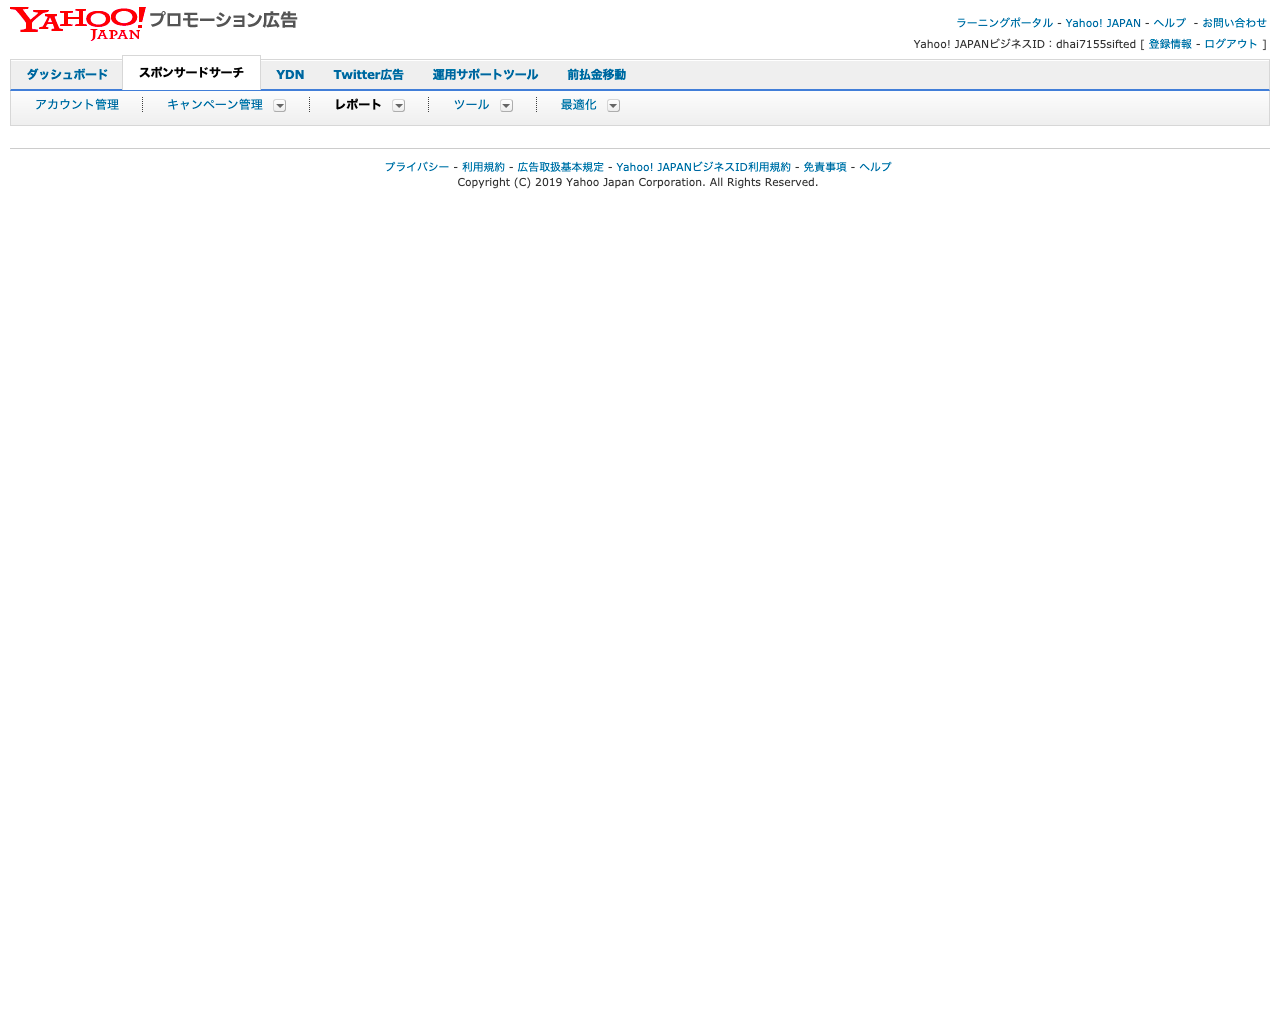 YAHOO! JAPAN プロモーション広告
ラーニングポータル - Yahoo! JAPAN - ヘルプ - お問い合わせ
Yahoo! JAPANビジネスID：dhai7155sifted [ 登録情報 - ログアウト ]
ダッシュボード スポンサードサーチ YDN Twitter広告 運用サポートツール 前払金移動
アカウント管理 キャンペーン管理 レポート ツール 最適化
プライバシー - 利用規約 - 広告取扱基本規定 - Yahoo! JAPANビジネスID利用規約 - 免責事項 - ヘルプ
Copyright (C) 2019 Yahoo Japan Corporation. All Rights Reserved.